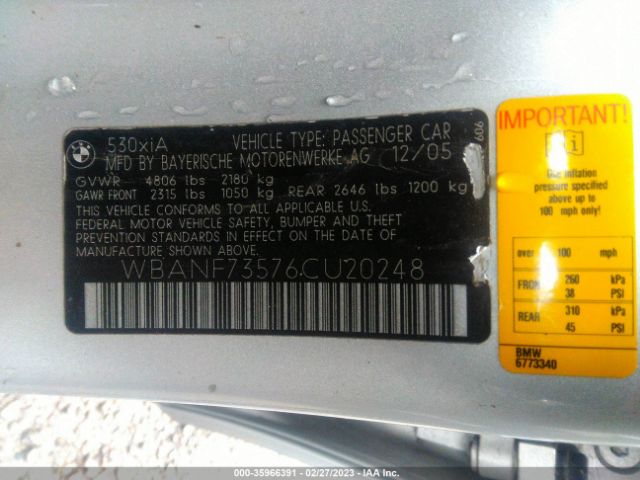 530xiA VEHICLE TYPE: PASSENGER CAR
MFD BY BAYERISCHE MOTORENWERKE AG 12/05
GVWR 4806 lbs 2180 kg
GAWR FRONT 2315 lbs 1050 kg REAR 2646 lbs 1200 kg
THIS VEHICLE CONFORMS TO ALL APPLICABLE U.S.
FEDERAL MOTOR VEHICLE SAFETY, BUMPER AND THEFT
PREVENTION STANDARDS IN EFFECT ON THE DATE OF
MANUFACTURE SHOWN ABOVE.
WBANF73576CU20248
IMPORTANT!
Use inflation
pressure specified
above up to
100 mph only!
over 100 mph
FRONT 260 kPa
38 PSI
REAR 310 kPa
45 PSI
BMW
6773340
000-35966391 - 02/27/2023 - IAA Inc.